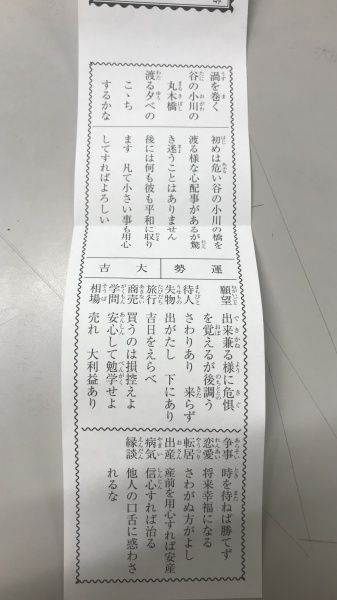 渦を巻く
谷の小川の
丸木橋
渡る夕べの
こゝち
するかな
初めは危い谷の小川の橋を
渡る様な心配事があるが驚
き迷うことはありません
後には何も彼も平和に収り
ます 凡て小さい事も用心
してすればよろしい
運勢 大吉
願望 出来兼る様に危惧
を覚えるが後調う
待人 さわりあり 来らず
失物 出がたし 下にあり
旅行 吉日をえらべ
商売 買うのは損控えよ
学問 安心して勉学せよ
相場 売れ 大利益あり
争事 時を待ねば勝てず
恋愛 将来幸福になる
転居 さわがぬ方がよし
出産 産前を用心すれば安産
病気 信心すれば治る
縁談 他人の口舌に惑わさ
れるな